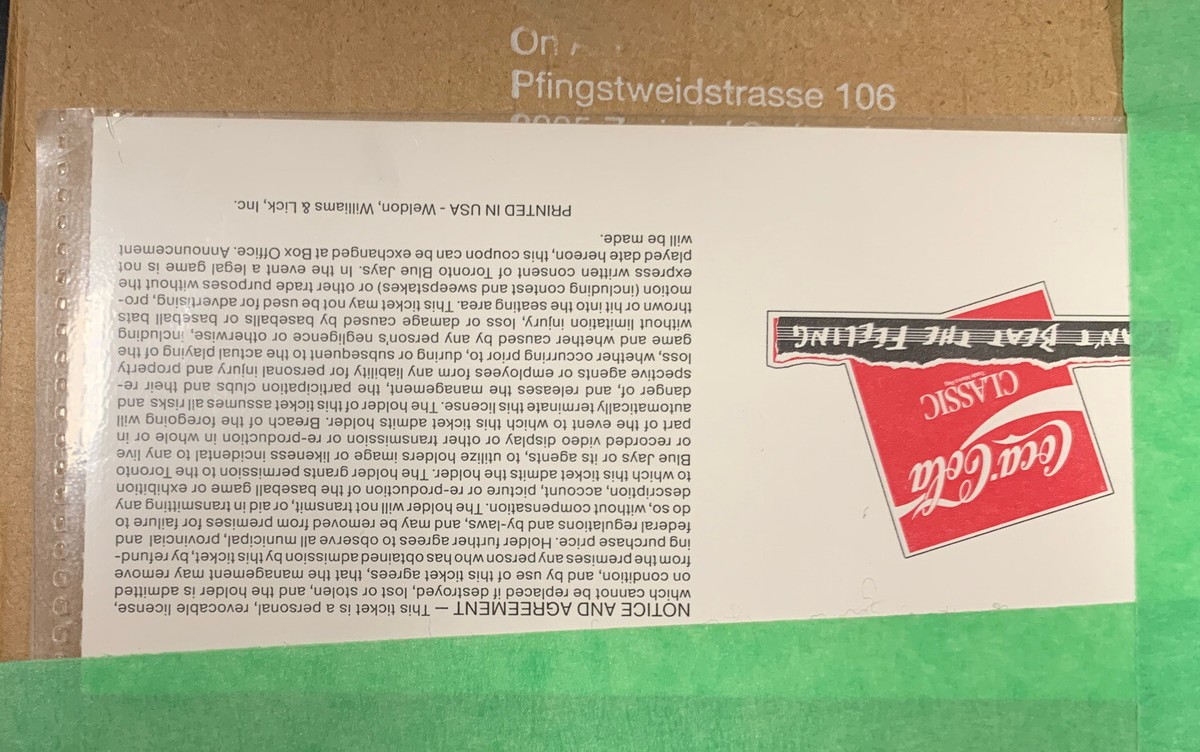 On
Pfingstweidstrasse 106
NOTICE AND AGREEMENT — This ticket is a personal, revocable license,
which cannot be replaced if destroyed, lost or stolen, and the holder is admitted
on condition, and by use of this ticket agrees, that the management may remove
from the premises any person who has obtained admission by this ticket, by refund-
ing purchase price. Holder further agrees to observe all municipal, provincial and
federal regulations and by-laws, and may be removed from premises for failure to
do so, without compensation. The holder will not transmit, or aid in transmitting any
description, account, picture or re-production of the baseball game or exhibition
to which this ticket admits the holder. The holder grants permission to the Toronto
Blue Jays or its agents, to utilize holders image or likeness incidental to any live
or recorded video display or other transmission or re-production in whole or in
part of the event to which this ticket admits holder. Breach of the foregoing will
automatically terminate this license. The holder of this ticket assumes all risks and
danger of, and releases the management, the participation clubs and their re-
spective agents or employees form any liability for personal injury and property
loss, whether occurring prior to, during or subsequent to the actual playing of the
game and whether caused by any person's negligence or otherwise, including
without limitation injury, loss or damage caused by baseballs or baseball bats
thrown or hit into the seating area. This ticket may not be used for advertising, pro-
motion (including contest and sweepstakes) or other trade purposes without the
express written consent of Toronto Blue Jays. In the event a legal game is not
played date hereon, this coupon can be exchanged at Box Office. Announcement
will be made.
PRINTED IN USA - Weldon, Williams & Lick, Inc.
Coca-Cola
CLASSIC
AN'T BEAT THE FEELING